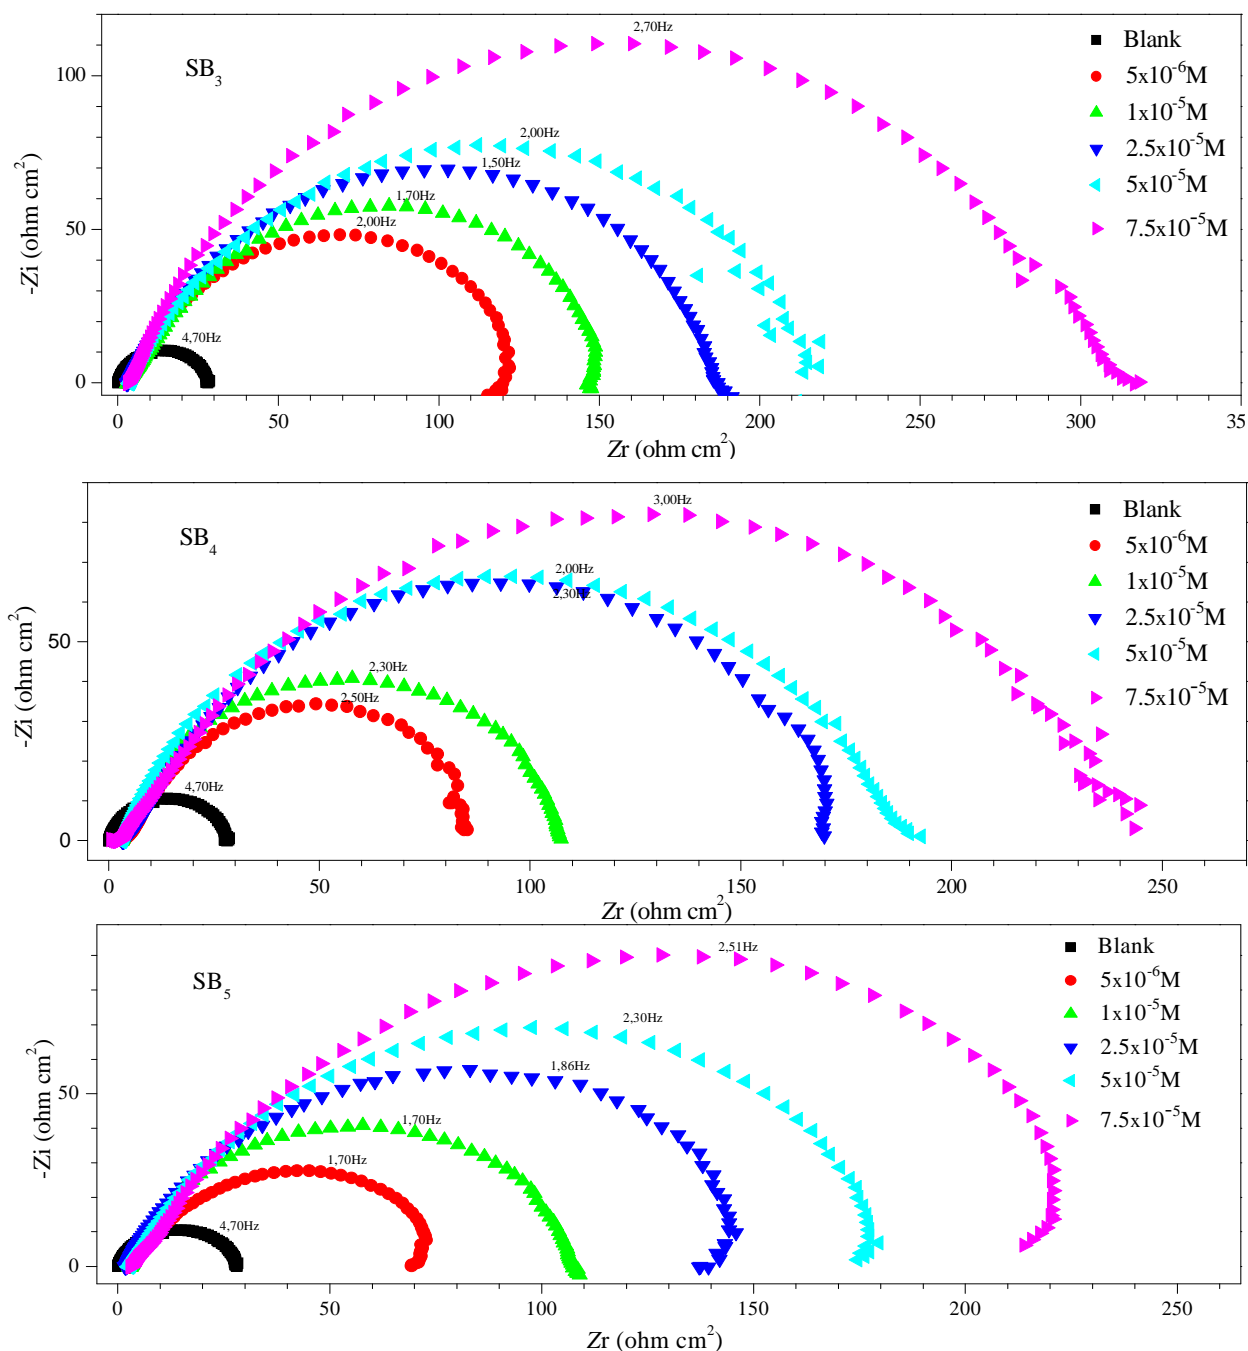 2,70Hz
Blank
SB3
5x10-6M
100
1x10-5M
2,00Hz
2.5x10-5M
1,50Hz
5x10-5M
1,70Hz
2,00Hz
7.5x10-5M
50
-Zi (ohm cm2)
4,70Hz
0
0 50 100 150 200 250 300 35
Zr (ohm cm2)
3,00Hz
Blank
SB4
5x10-6M
2,00Hz
1x10-5M
2,30Hz
2.5x10-5M
50
5x10-5M
2,30Hz
2,50Hz
7.5x10-5M
-Zi (ohm cm2)
4,70Hz
0
0 50 100 150 200 250
Zr (ohm cm2)
2,51Hz
Blank
SB5
5x10-6M
2,30Hz
1x10-5M
1,86Hz
2.5x10-5M
50
5x10-5M
1,70Hz
7.5x10-5M
1,70Hz
-Zi (ohm cm2)
4,70Hz
0
0 50 100 150 200 250
Zr (ohm cm2)